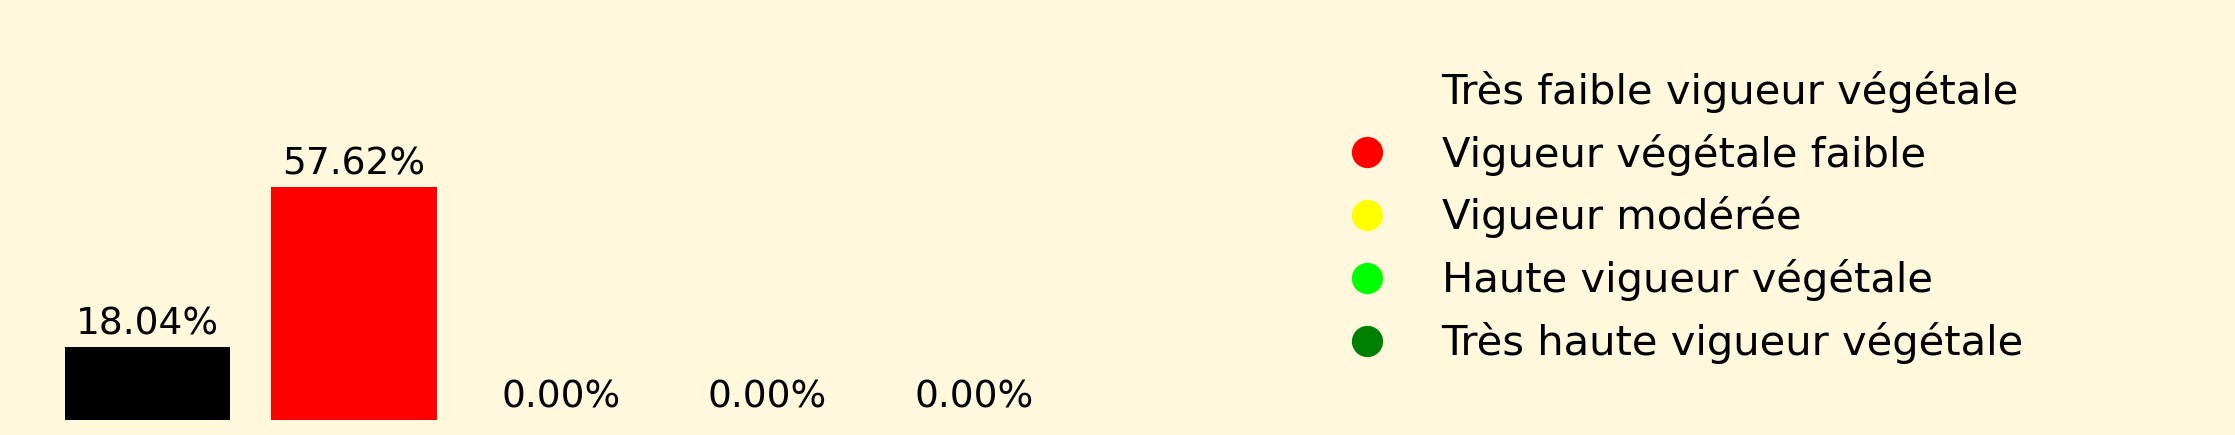 57.62%
18.04%
0.00%
0.00%
0.00%
Très faible vigueur végétale
Vigueur végétale faible
Vigueur modérée
Haute vigueur végétale
Très haute vigueur végétale